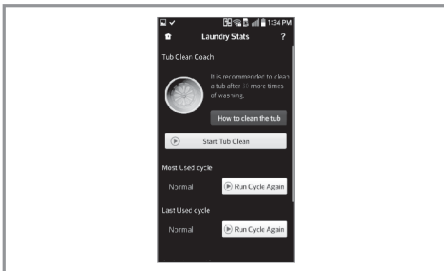 1:34 PM
Laundry Stats ?
Tub Clean Coach
It is recommended to clean
a tub after more times
of washing.
How to clean the tub
Start Tub Clean
Most Used cycle
Normal Run Cycle Again
Last Used cycle
Normal Run Cycle Again